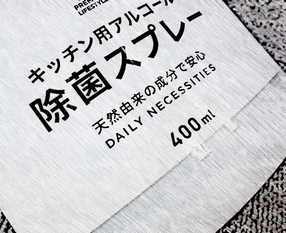 LIFESTYLE
キッチン用アルコール
除菌スプレー
天然由来の成分で安心
DAILY NECESSITIES
400ml